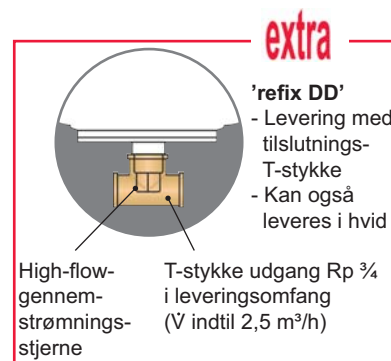 extra
'refix DD'
- Levering med
tilslutnings-
T-stykke
- Kan også
leveres i hvid
High-flow-
gennem-
strømnings-
stjerne
T-stykke udgang Rp ¾
i leveringsomfang
(V̇ indtil 2,5 m³/h)